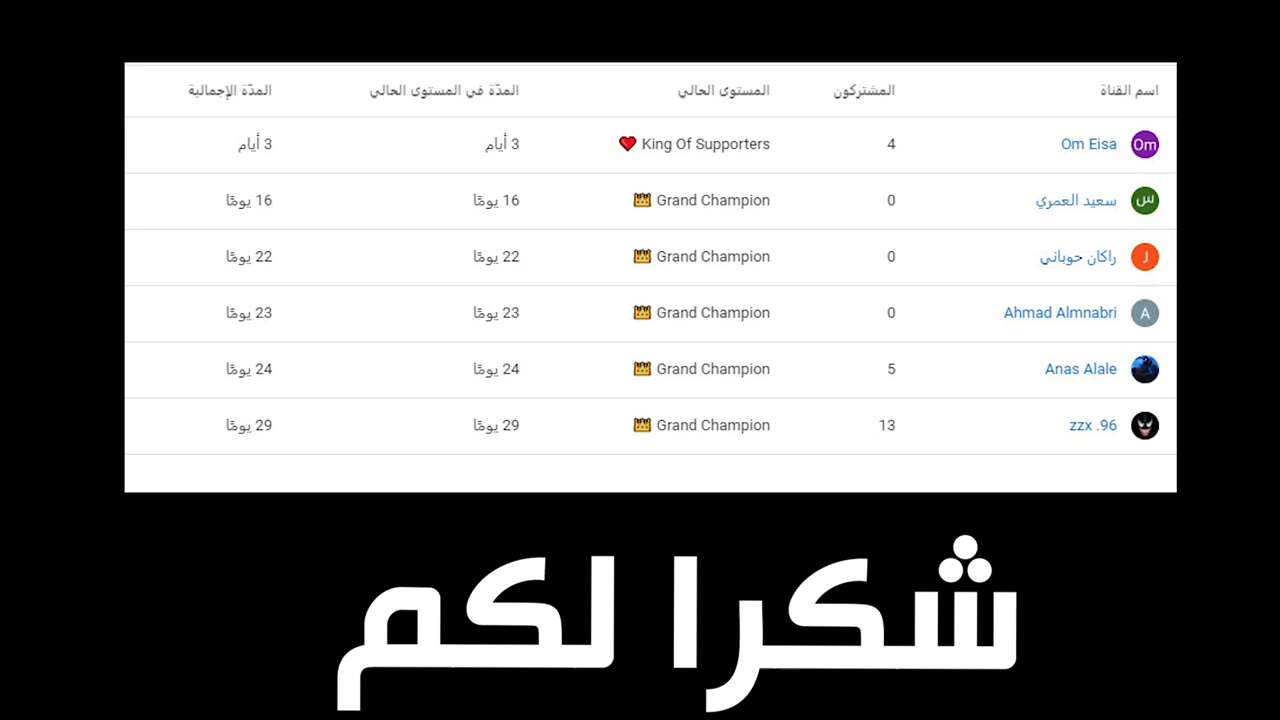 اسم القناة المشتركون المستوى الحالي المدّة في المستوى الحالي المدّة الإجمالية
Om Om Eisa 4 King Of Supporters ❤️ 3 أيام 3 أيام
س سعيد العمري 0 Grand Champion 16 يومًا 16 يومًا
J راكان حوباني 0 Grand Champion 22 يومًا 22 يومًا
A Ahmad Almnabri 0 Grand Champion 23 يومًا 23 يومًا
Anas Alale 5 Grand Champion 24 يومًا 24 يومًا
zzx .96 13 Grand Champion 29 يومًا 29 يومًا
شكرا لكم